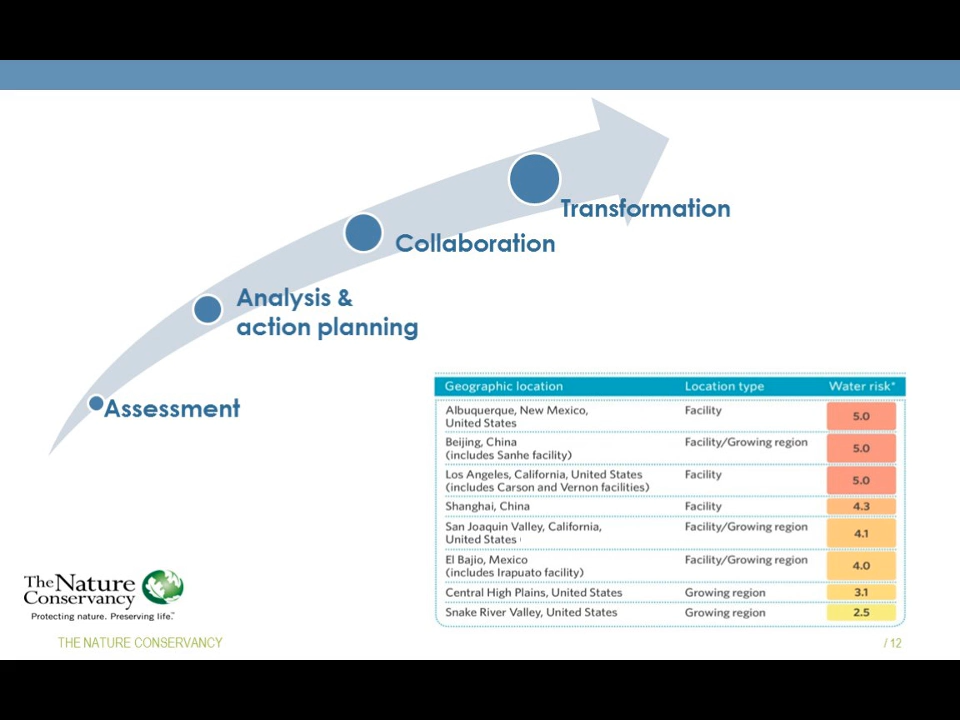 Transformation
Collaboration
Analysis &
action planning
Assessment
Geographic location Location type Water risk*
Albuquerque, New Mexico, Facility 5.0
United States
Beijing, China Facility/Growing region 5.0
(includes Sanhe facility)
Los Angeles, California, United States Facility 5.0
(includes Carson and Vernon facilities)
Shanghai, China Facility 4.3
San Joaquin Valley, California, Facility/Growing region 4.1
United States
El Bajio, Mexico Facility/Growing region 4.0
(includes Irapuato facility)
Central High Plains, United States Growing region 3.1
Snake River Valley, United States Growing region 2.5
The Nature
Conservancy
Protecting nature. Preserving life.™
THE NATURE CONSERVANCY / 12